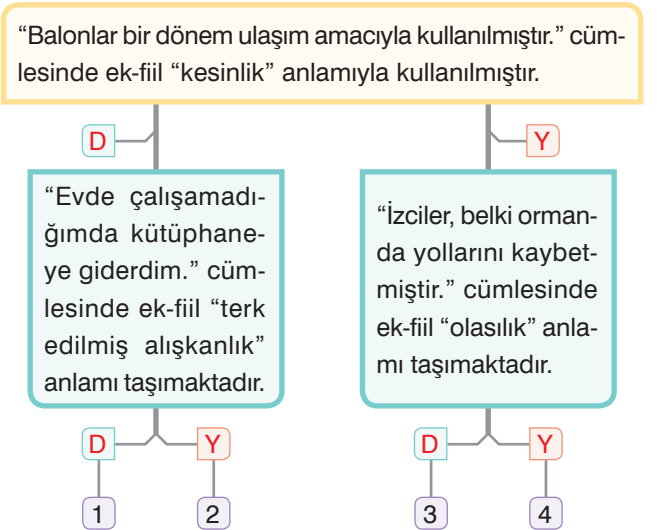 “Balonlar bir dönem ulaşım amacıyla kullanılmıştır.” cüm-
lesinde ek-fiil “kesinlik” anlamıyla kullanılmıştır.
D
Y
“Evde çalışamadı-
ğımda kütüphane-
ye giderdim.” cüm-
lesinde ek-fiil “terk
edilmiş alışkanlık”
anlamı taşımaktadır.
“İzciler, belki orman-
da yollarını kaybet-
miştir.” cümlesinde
ek-fiil “olasılık” anla-
mı taşımaktadır.
D
Y
D
Y
1
2
3
4